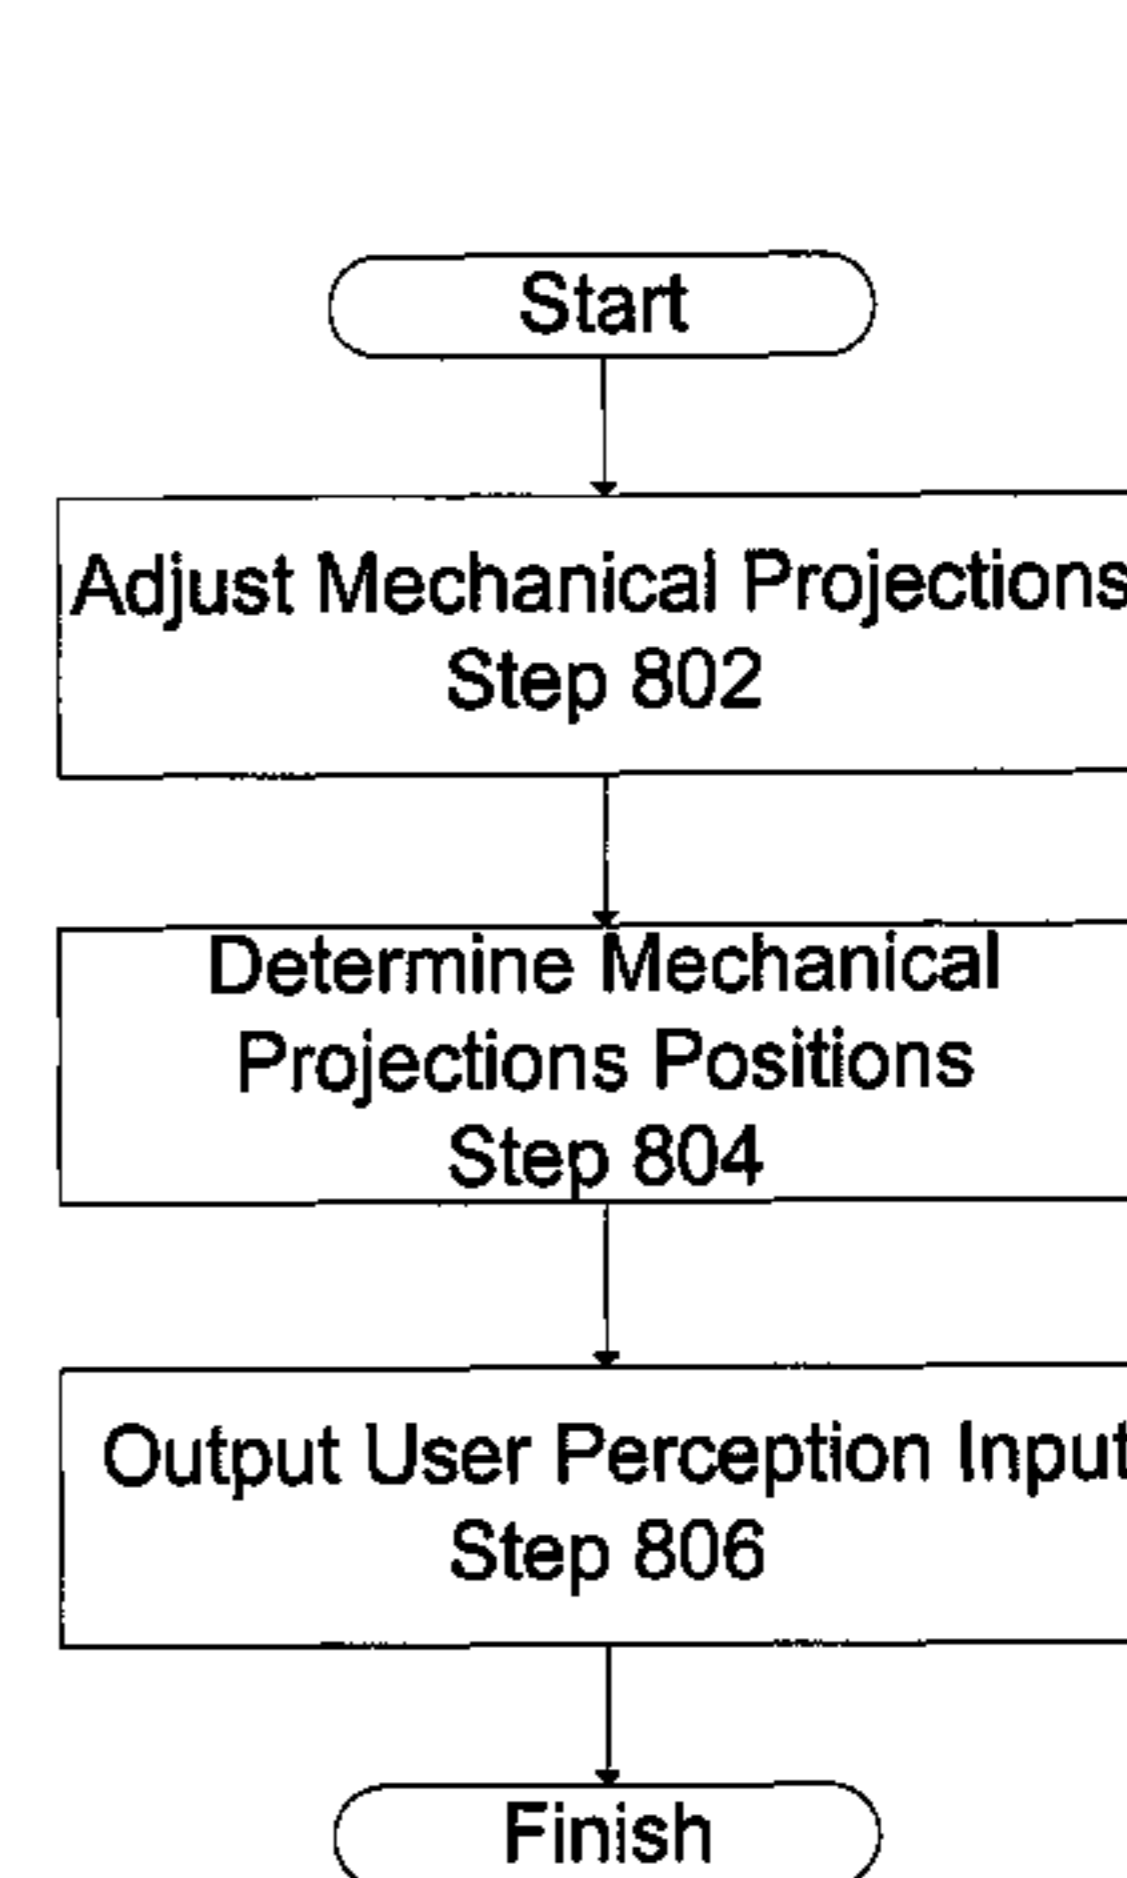 Start
Adjust Mechanical Projections
Step 802
Determine Mechanical
Projections Positions
Step 804
Output User Perception Input
Step 806
Finish